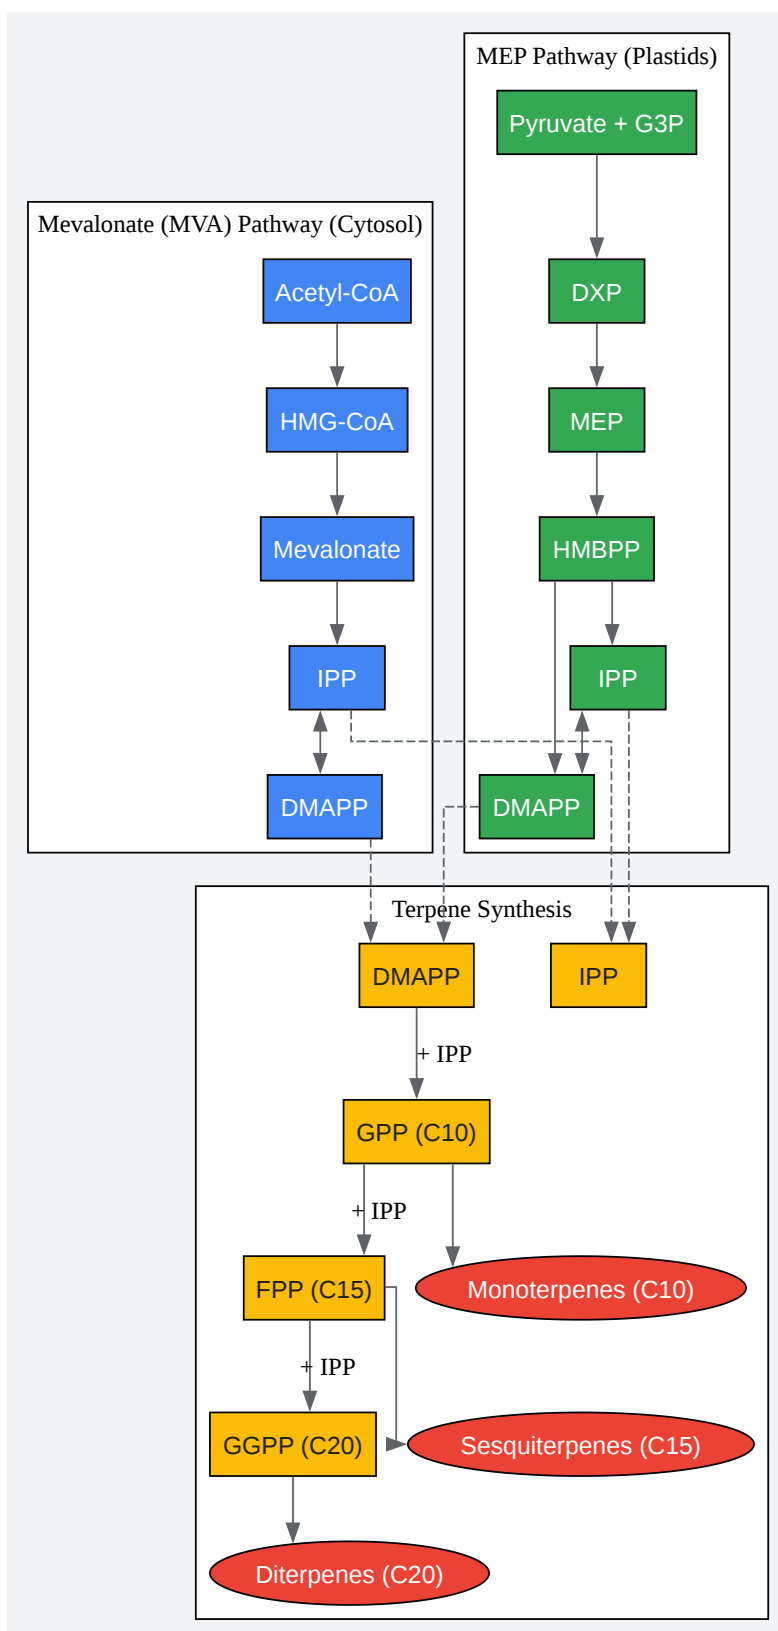 MEP Pathway (Plastids)
Pyruvate + G3P
DXP
MEP
HMBPP
IPP
DMAPP
Mevalonate (MVA) Pathway (Cytosol)
Acetyl-CoA
HMG-CoA
Mevalonate
IPP
DMAPP
Terpene Synthesis
DMAPP
IPP
+ IPP
GPP (C10)
+ IPP
FPP (C15)
Monoterpenes (C10)
+ IPP
GGPP (C20)
Sesquiterpenes (C15)
Diterpenes (C20)